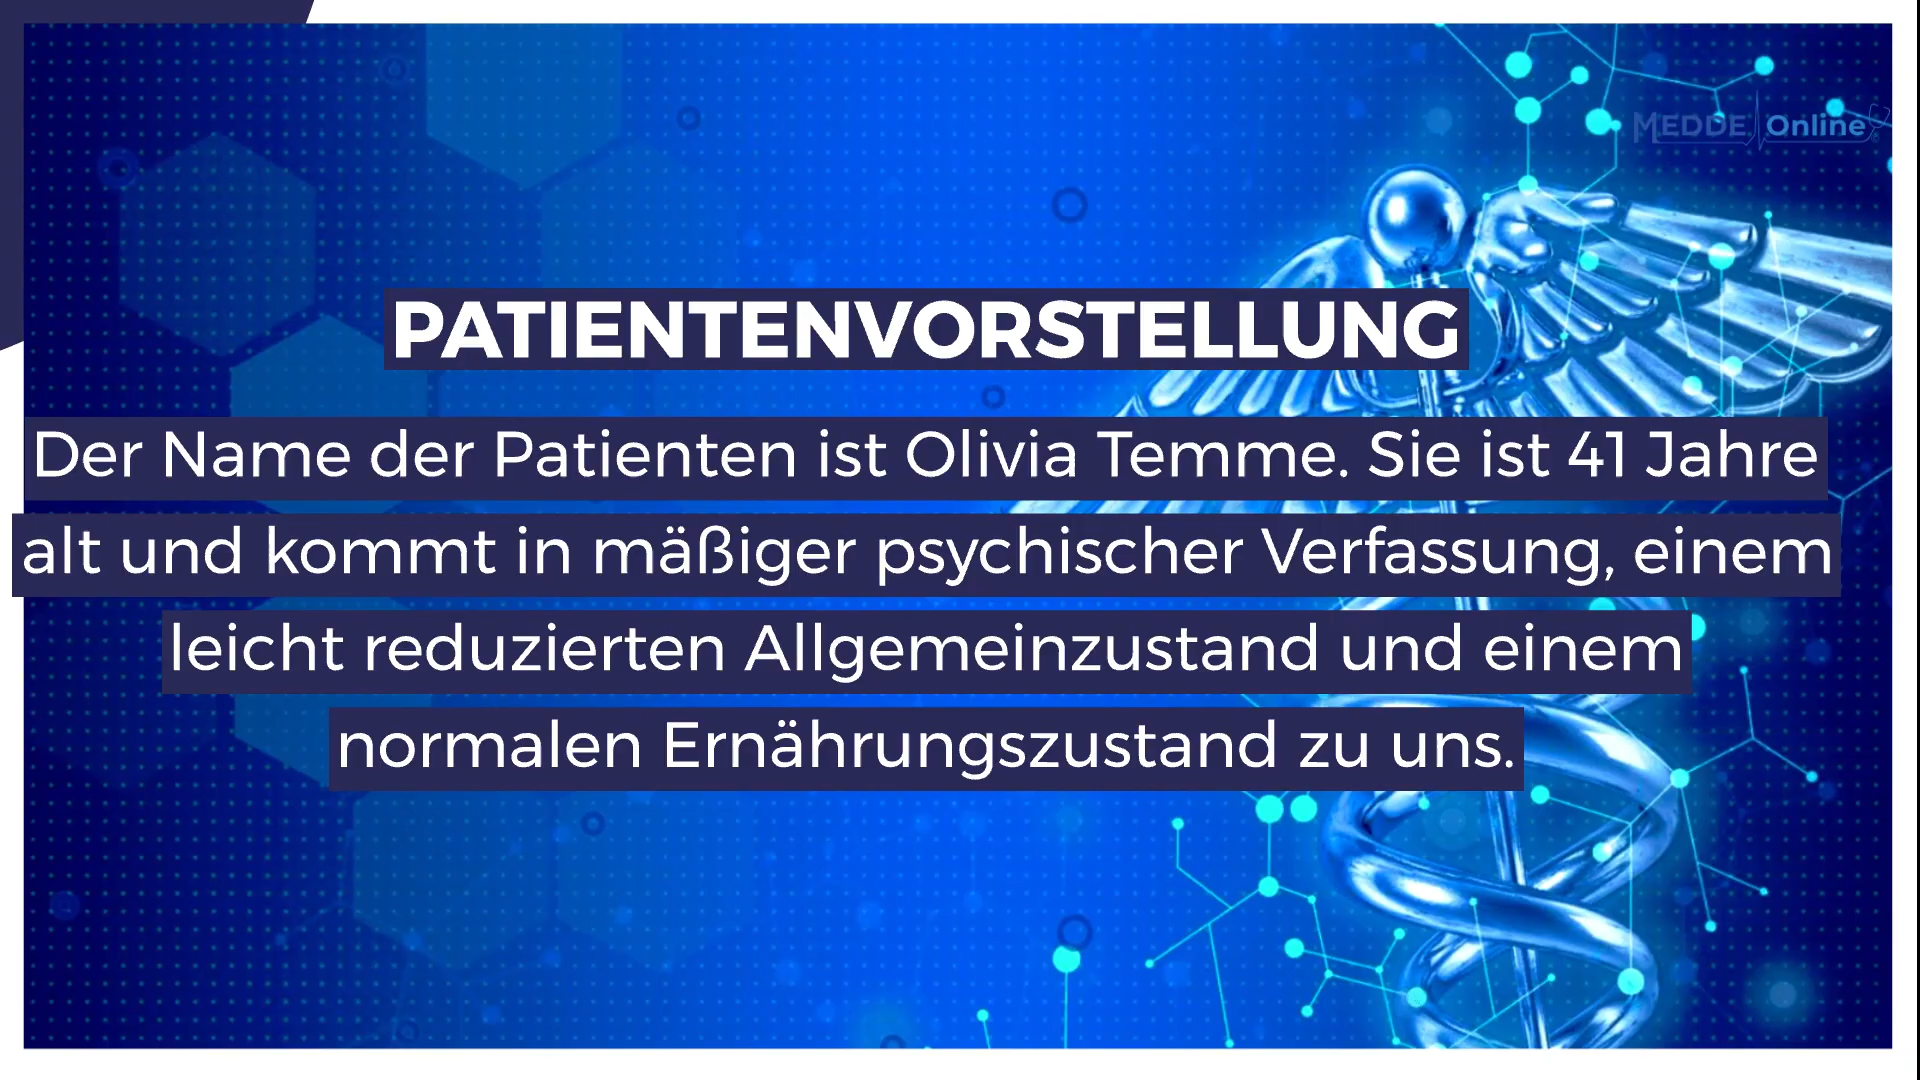 MEDDE Online
PATIENTENVORSTELLUNG
Der Name der Patienten ist Olivia Temme. Sie ist 41 Jahre
alt und kommt in mäßiger psychischer Verfassung, einem
leicht reduzierten Allgemeinzustand und einem
normalen Ernährungszustand zu uns.